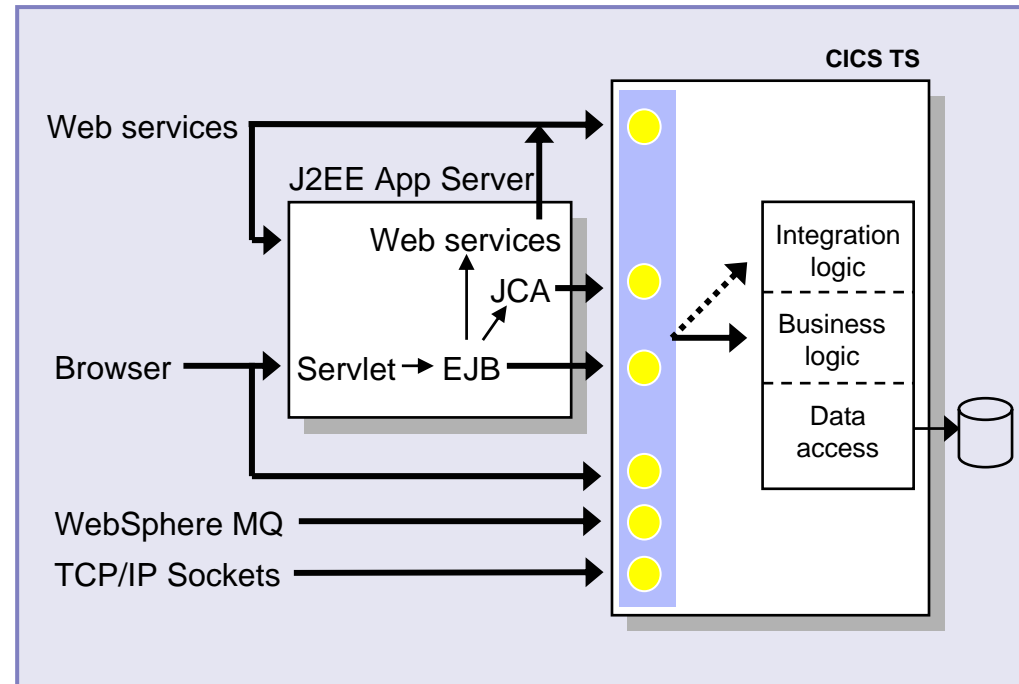 CICS TS
Web services
J2EE App Server
Web services
JCA
Servlet
EJB
Browser
WebSphere MQ
TCP/IP Sockets
Integration
logic
Business
logic
Data
access